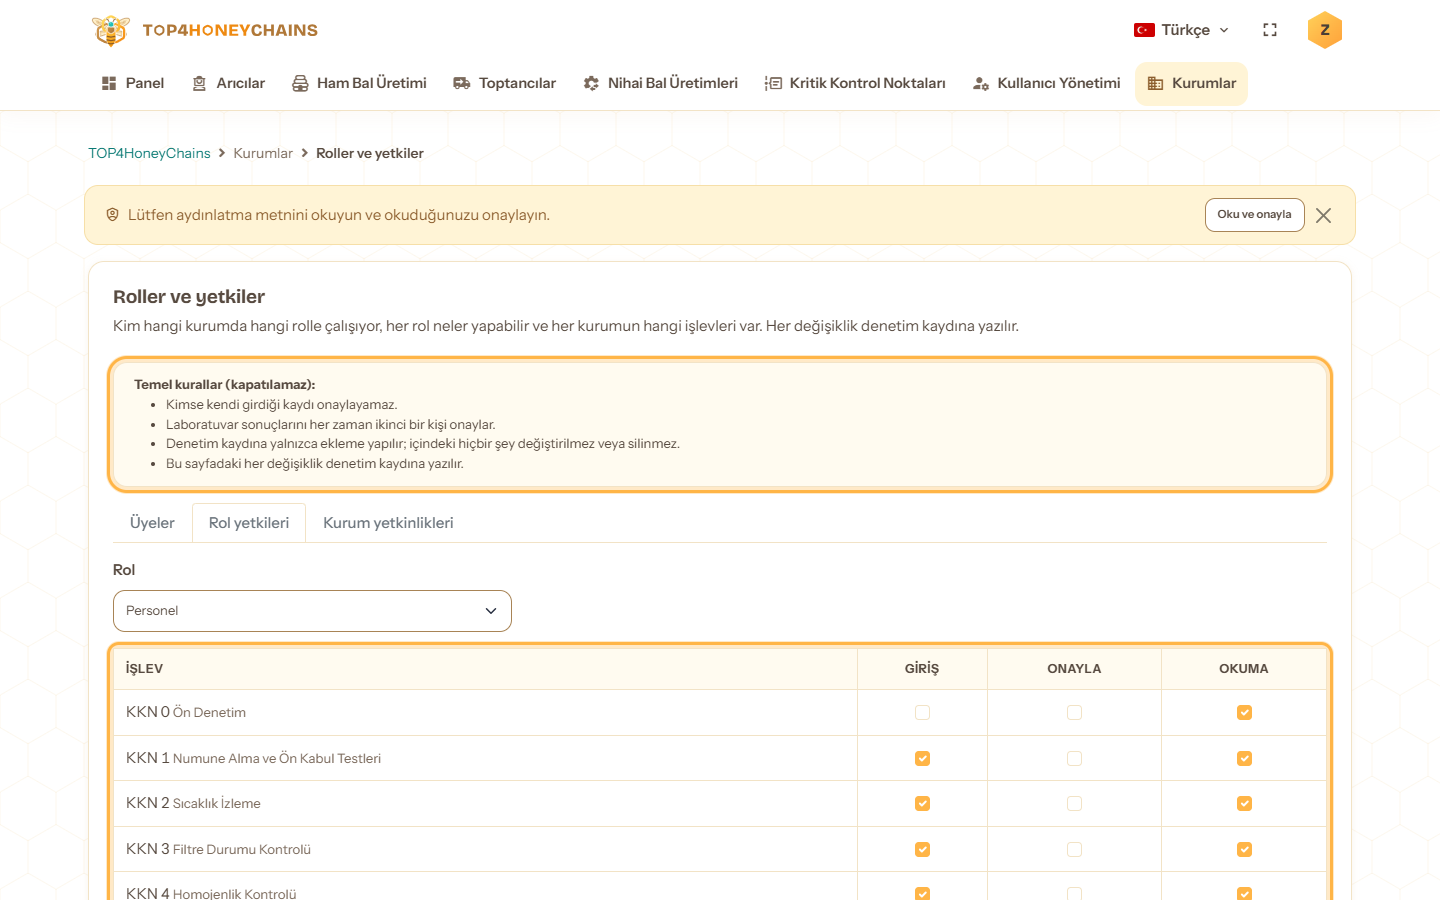 TOP4HONEYCHAINS
Türkçe
Z
Panel
Arıcılar
Ham Bal Üretimi
Toptancılar
Nihai Bal Üretimleri
Kritik Kontrol Noktaları
Kullanıcı Yönetimi
Kurumlar
TOP4HoneyChains > Kurumlar > Roller ve yetkiler
Lütfen aydınlatma metnini okuyun ve okuduğunuzu onaylayın.
Oku ve onayla
Roller ve yetkiler
Kim hangi kurumda hangi rolle çalışıyor, her rol neler yapabilir ve her kurumun hangi işlevleri var. Her değişiklik denetim kaydına yazılır.
Temel kurallar (kapatılamaz):
• Kimse kendi girdiği kaydı onaylayamaz.
• Laboratuvar sonuçlarını her zaman ikinci bir kişi onaylar.
• Denetim kaydına yalnızca ekleme yapılır; içindeki hiçbir şey değiştirilmez veya silinmez.
• Bu sayfadaki her değişiklik denetim kaydına yazılır.
Üyeler
Rol yetkileri
Kurum yetkinlikleri
Rol
Personel
İŞLEV GİRİŞ ONAYLA OKUMA
KKN 0 Ön Denetim
KKN 1 Numune Alma ve Ön Kabul Testleri
KKN 2 Sıcaklık İzleme
KKN 3 Filtre Durumu Kontrolü
KKN 4 Homojenlik Kontrolü